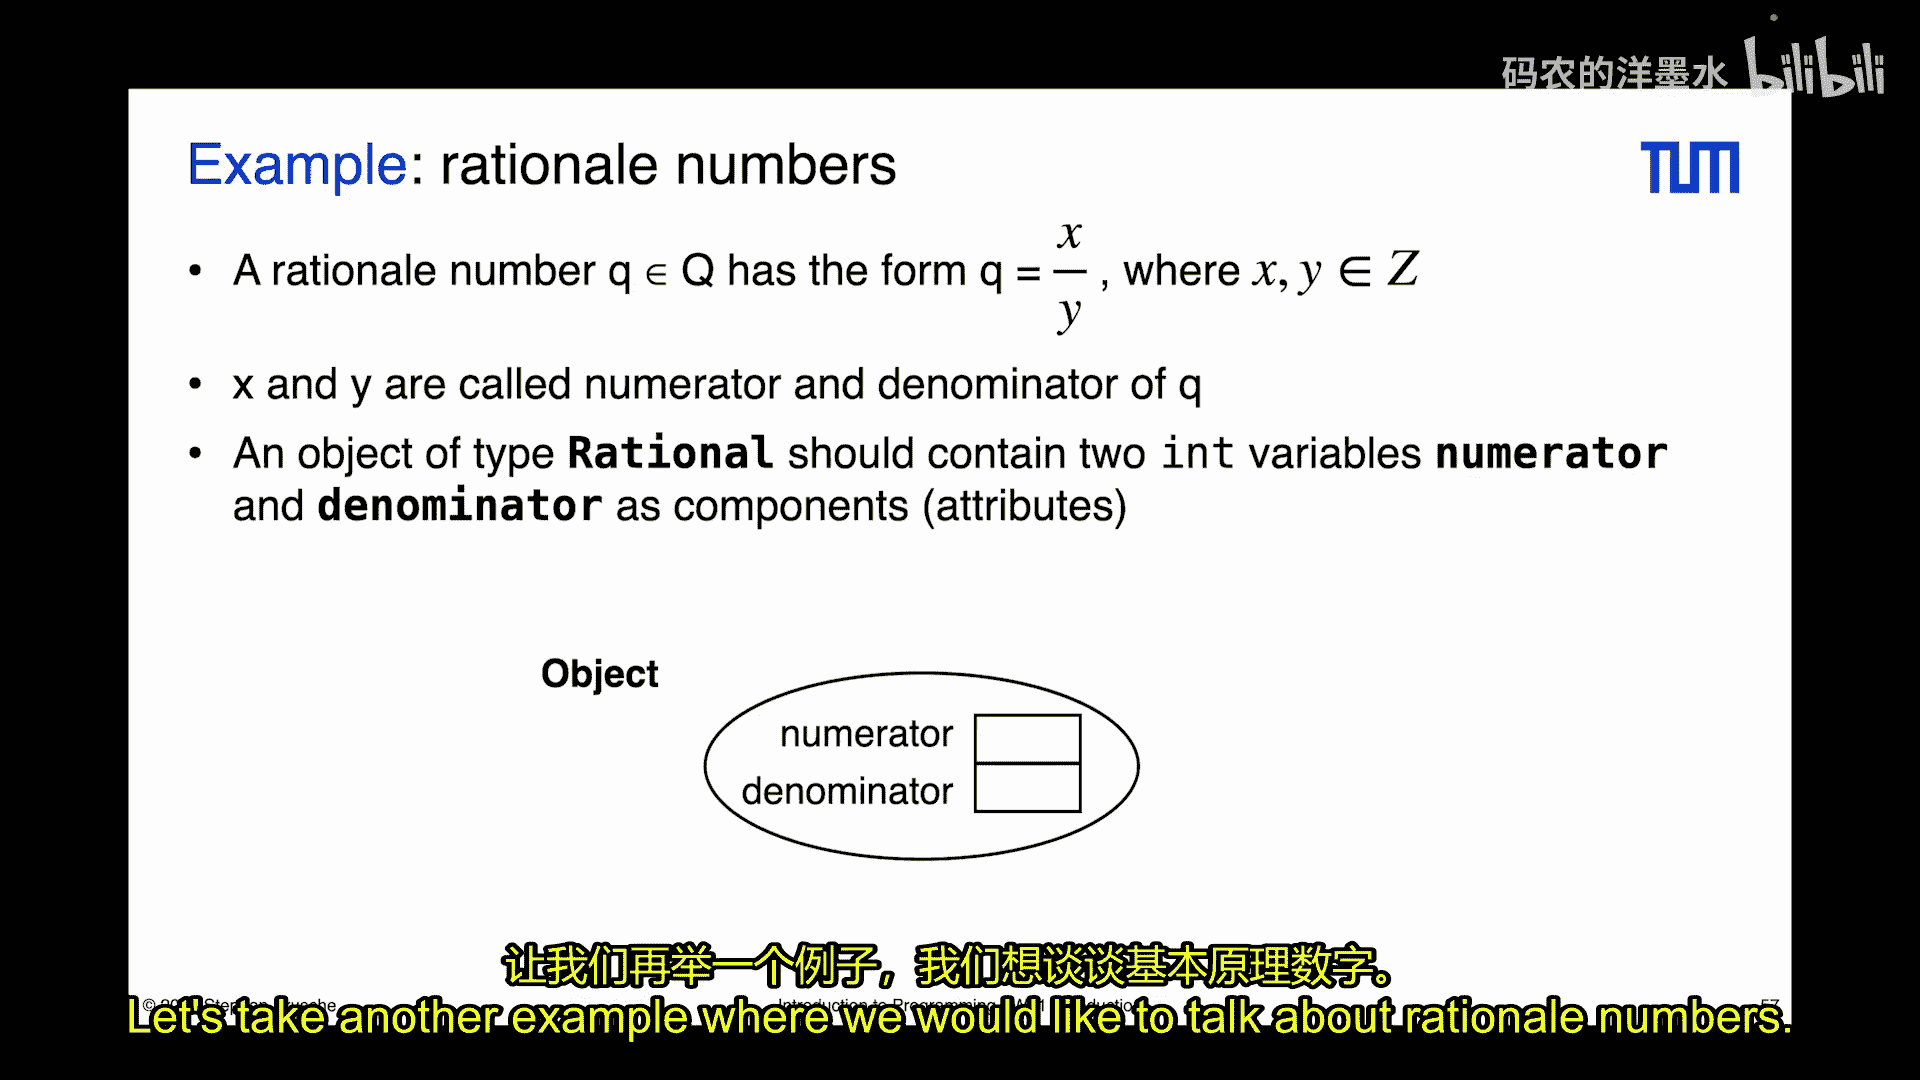 码农的洋墨水 bilibili
Example: rationale numbers
TUM
• A rationale number q ∈ Q has the form q = x/y , where x, y ∈ Z
• x and y are called numerator and denominator of q
• An object of type Rational should contain two int variables numerator
and denominator as components (attributes)
Object
numerator
denominator
让我们再举一个例子，我们想谈谈基本原理数字。
Introduction to Programming
Let's take another example where we would like to talk about rationale numbers.